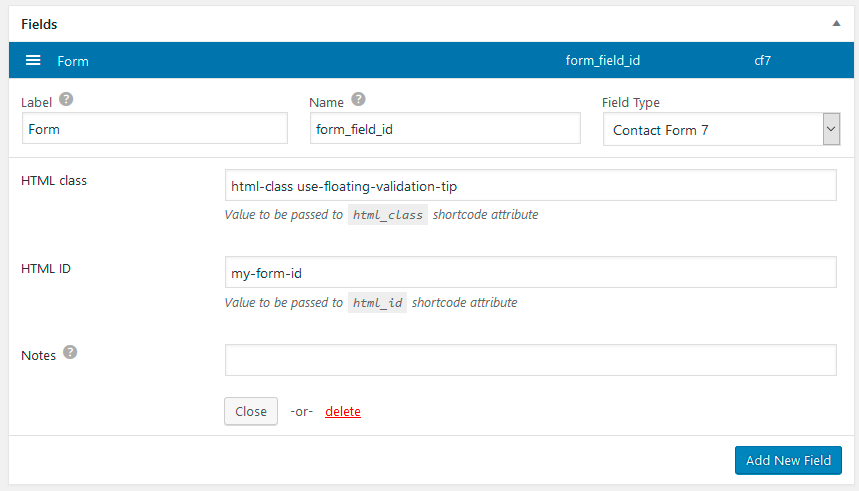 Fields
Form form_field_id cf7
Label ? Name ? Field Type
Form form_field_id Contact Form 7
HTML class html-class use-floating-validation-tip
Value to be passed to html_class shortcode attribute
HTML ID my-form-id
Value to be passed to html_id shortcode attribute
Notes ?
Close -or- delete
Add New Field